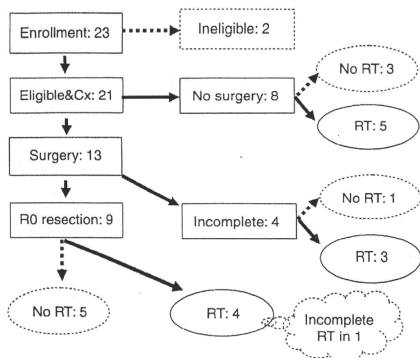 Enrollment: 23
Ineligible: 2
Eligible&Cx: 21
No surgery: 8
No RT: 3
RT: 5
Surgery: 13
R0 resection: 9
Incomplete: 4
No RT: 1
RT: 3
No RT: 5
RT: 4
Incomplete
RT in 1